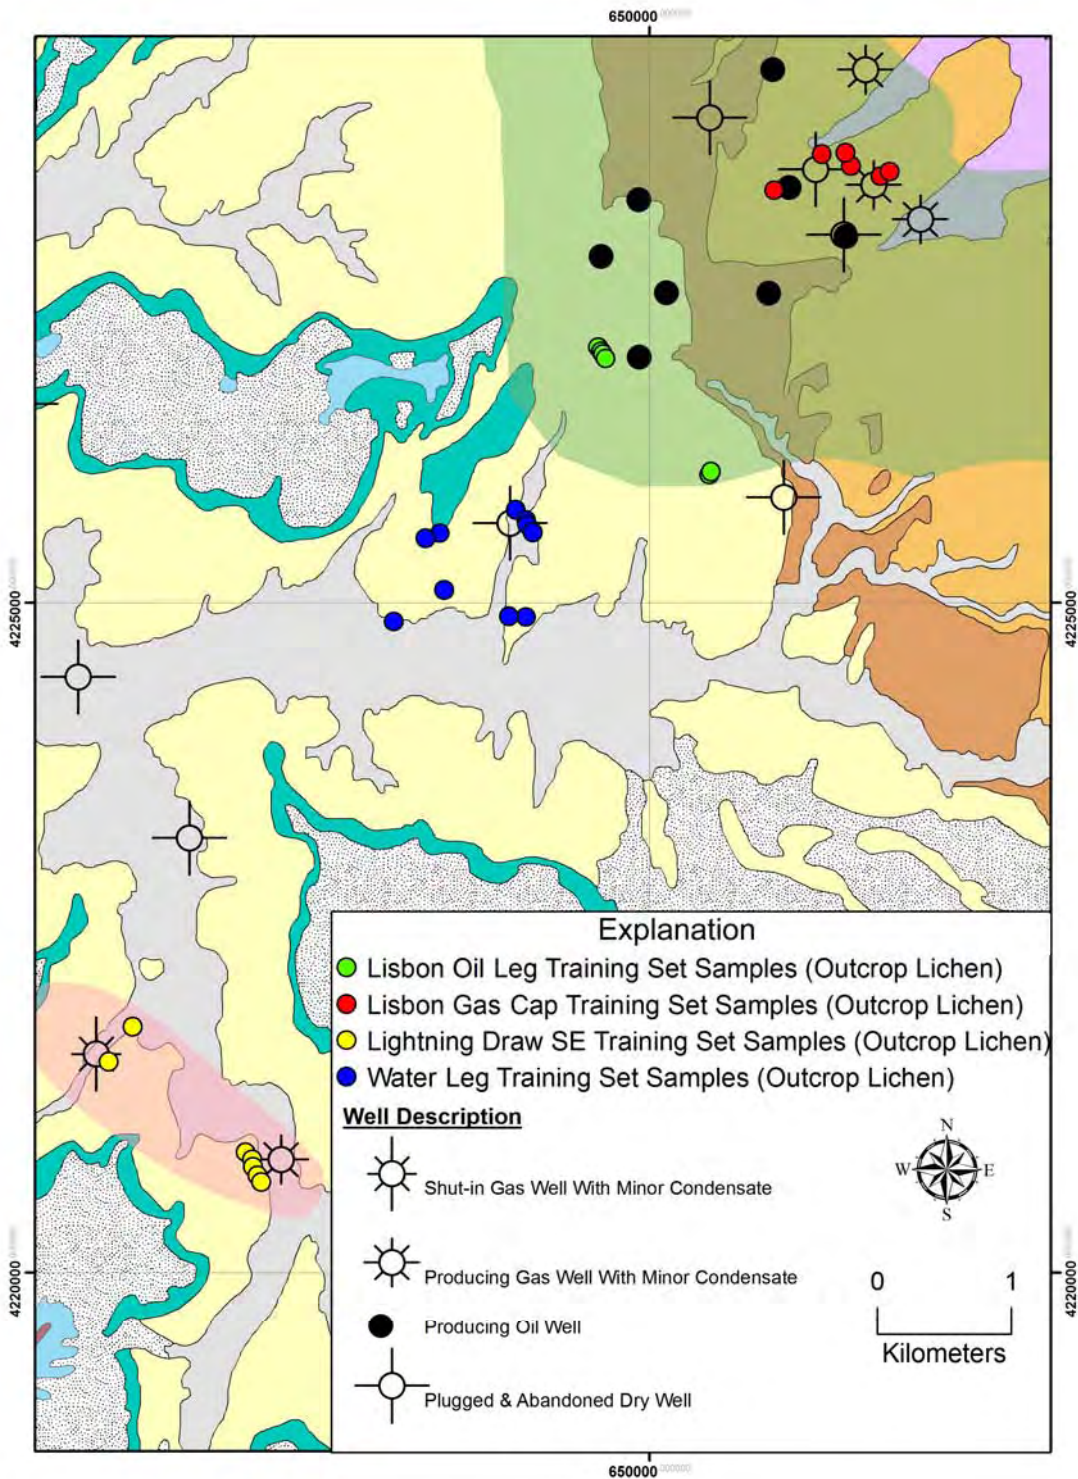 650000
4225000
4225000
Explanation
Lisbon Oil Leg Training Set Samples (Outcrop Lichen)
Lisbon Gas Cap Training Set Samples (Outcrop Lichen)
Lightning Draw SE Training Set Samples (Outcrop Lichen)
Water Leg Training Set Samples (Outcrop Lichen)
Well Description
N
W E
S
Shut-in Gas Well With Minor Condensate
Producing Gas Well With Minor Condensate
Producing Oil Well
Plugged & Abandoned Dry Well
0 1
Kilometers
4220000
4220000
650000